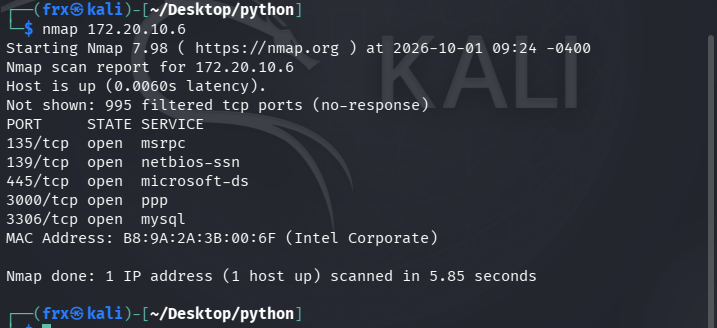 ┌──(frx㉿kali)-[~/Desktop/python]
└─$ nmap 172.20.10.6
Starting Nmap 7.98 ( https://nmap.org ) at 2026-10-01 09:24 -0400
Nmap scan report for 172.20.10.6
Host is up (0.0060s latency).
Not shown: 995 filtered tcp ports (no-response)
PORT     STATE SERVICE
135/tcp  open  msrpc
139/tcp  open  netbios-ssn
445/tcp  open  microsoft-ds
3000/tcp open  ppp
3306/tcp open  mysql
MAC Address: B8:9A:2A:3B:00:6F (Intel Corporate)
Nmap done: 1 IP address (1 host up) scanned in 5.85 seconds
┌──(frx㉿kali)-[~/Desktop/python]
KALI